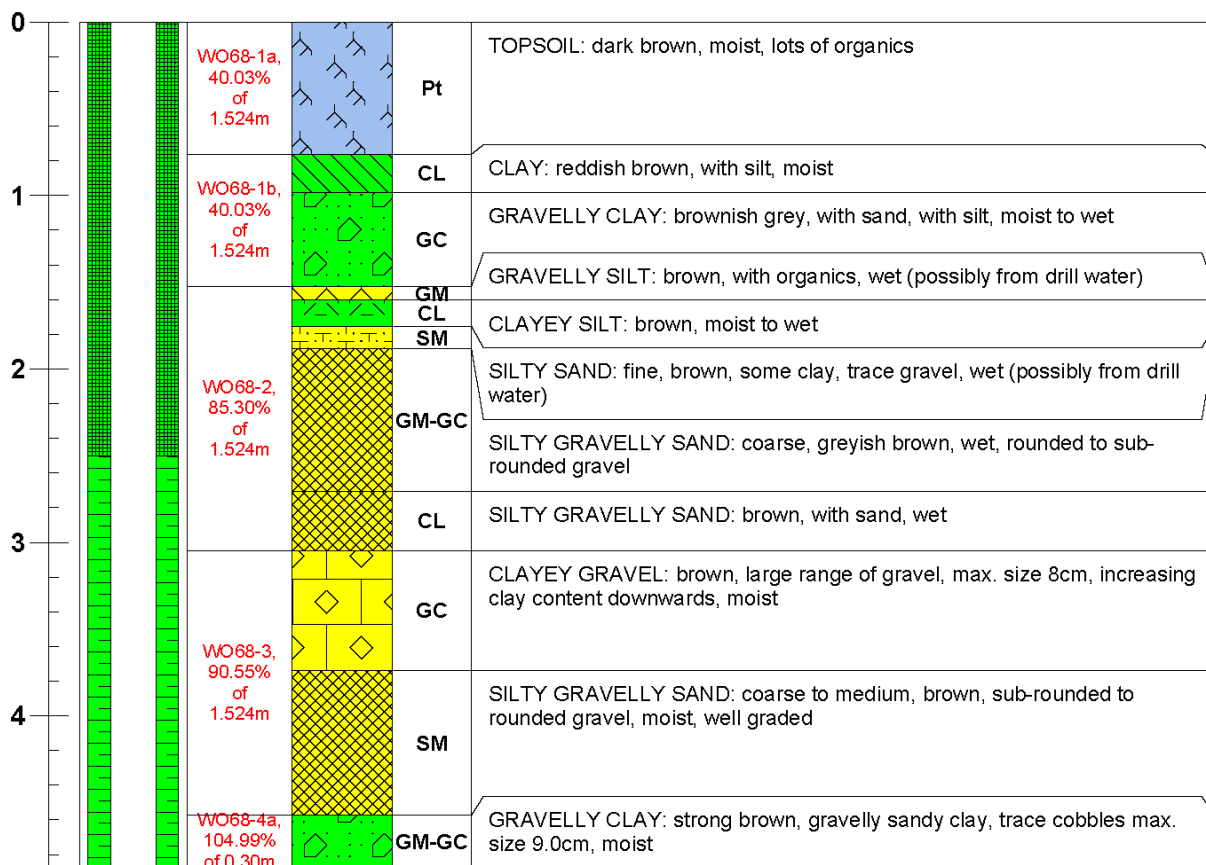 0
1
2
3
4
WO68-1a,
40.03%
of
1.524m
WO68-1b,
40.03%
of
1.524m
WO68-2,
85.30%
of
1.524m
WO68-3,
90.55%
of
1.524m
WO68-4a,
104.99%
of 0.30m
Pt
CL
GC
GM
CL
SM
GM-GC
CL
GC
SM
GM-GC
TOPSOIL: dark brown, moist, lots of organics
CLAY: reddish brown, with silt, moist
GRAVELLY CLAY: brownish grey, with sand, with silt, moist to wet
GRAVELLY SILT: brown, with organics, wet (possibly from drill water)
CLAYEY SILT: brown, moist to wet
SILTY SAND: fine, brown, some clay, trace gravel, wet (possibly from drill
water)
SILTY GRAVELLY SAND: coarse, greyish brown, wet, rounded to sub-
rounded gravel
SILTY GRAVELLY SAND: brown, with sand, wet
CLAYEY GRAVEL: brown, large range of gravel, max. size 8cm, increasing
clay content downwards, moist
SILTY GRAVELLY SAND: coarse to medium, brown, sub-rounded to
rounded gravel, moist, well graded
GRAVELLY CLAY: strong brown, gravelly sandy clay, trace cobbles max.
size 9.0cm, moist